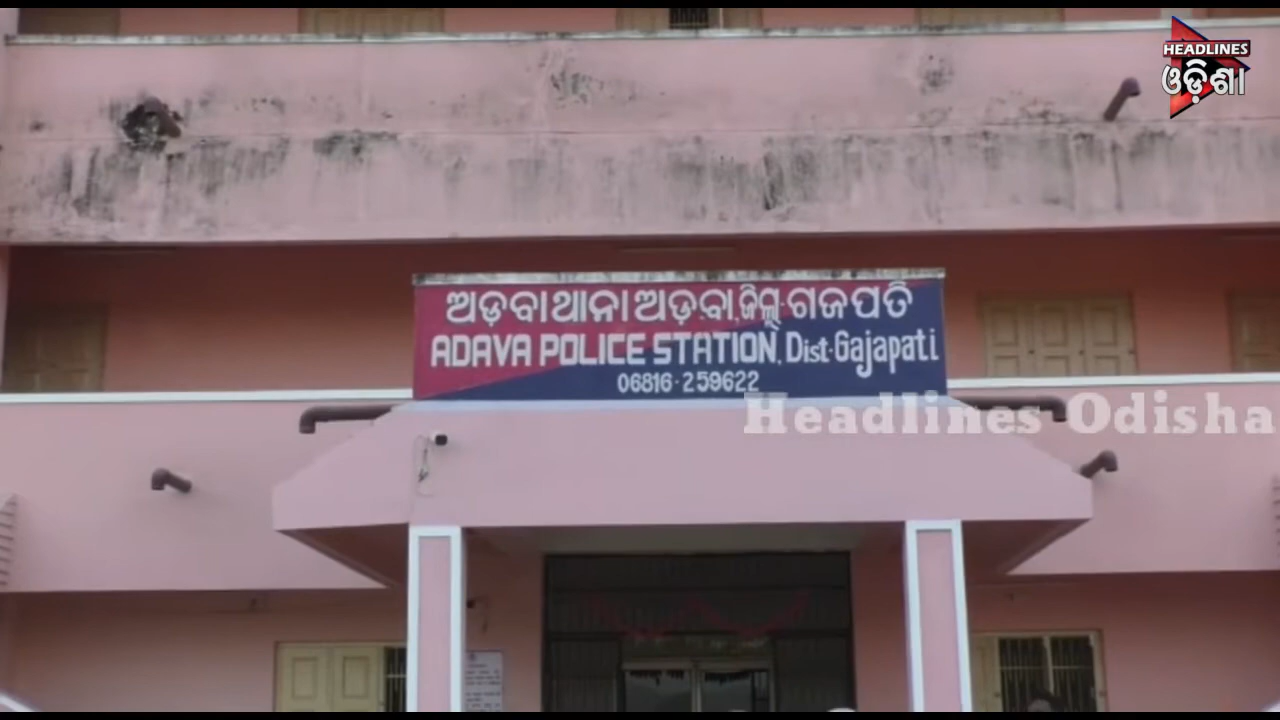 HEADLINES
ଓଡ଼ିଶା
ଅଡ଼ବା ଥାନା ଅଡ଼.ବା, ଜିଲ୍ଲା-ଗଜପତି
ADAVA POLICE STATION, Dist-Gajapati
06816-259622
Headlines Odisha